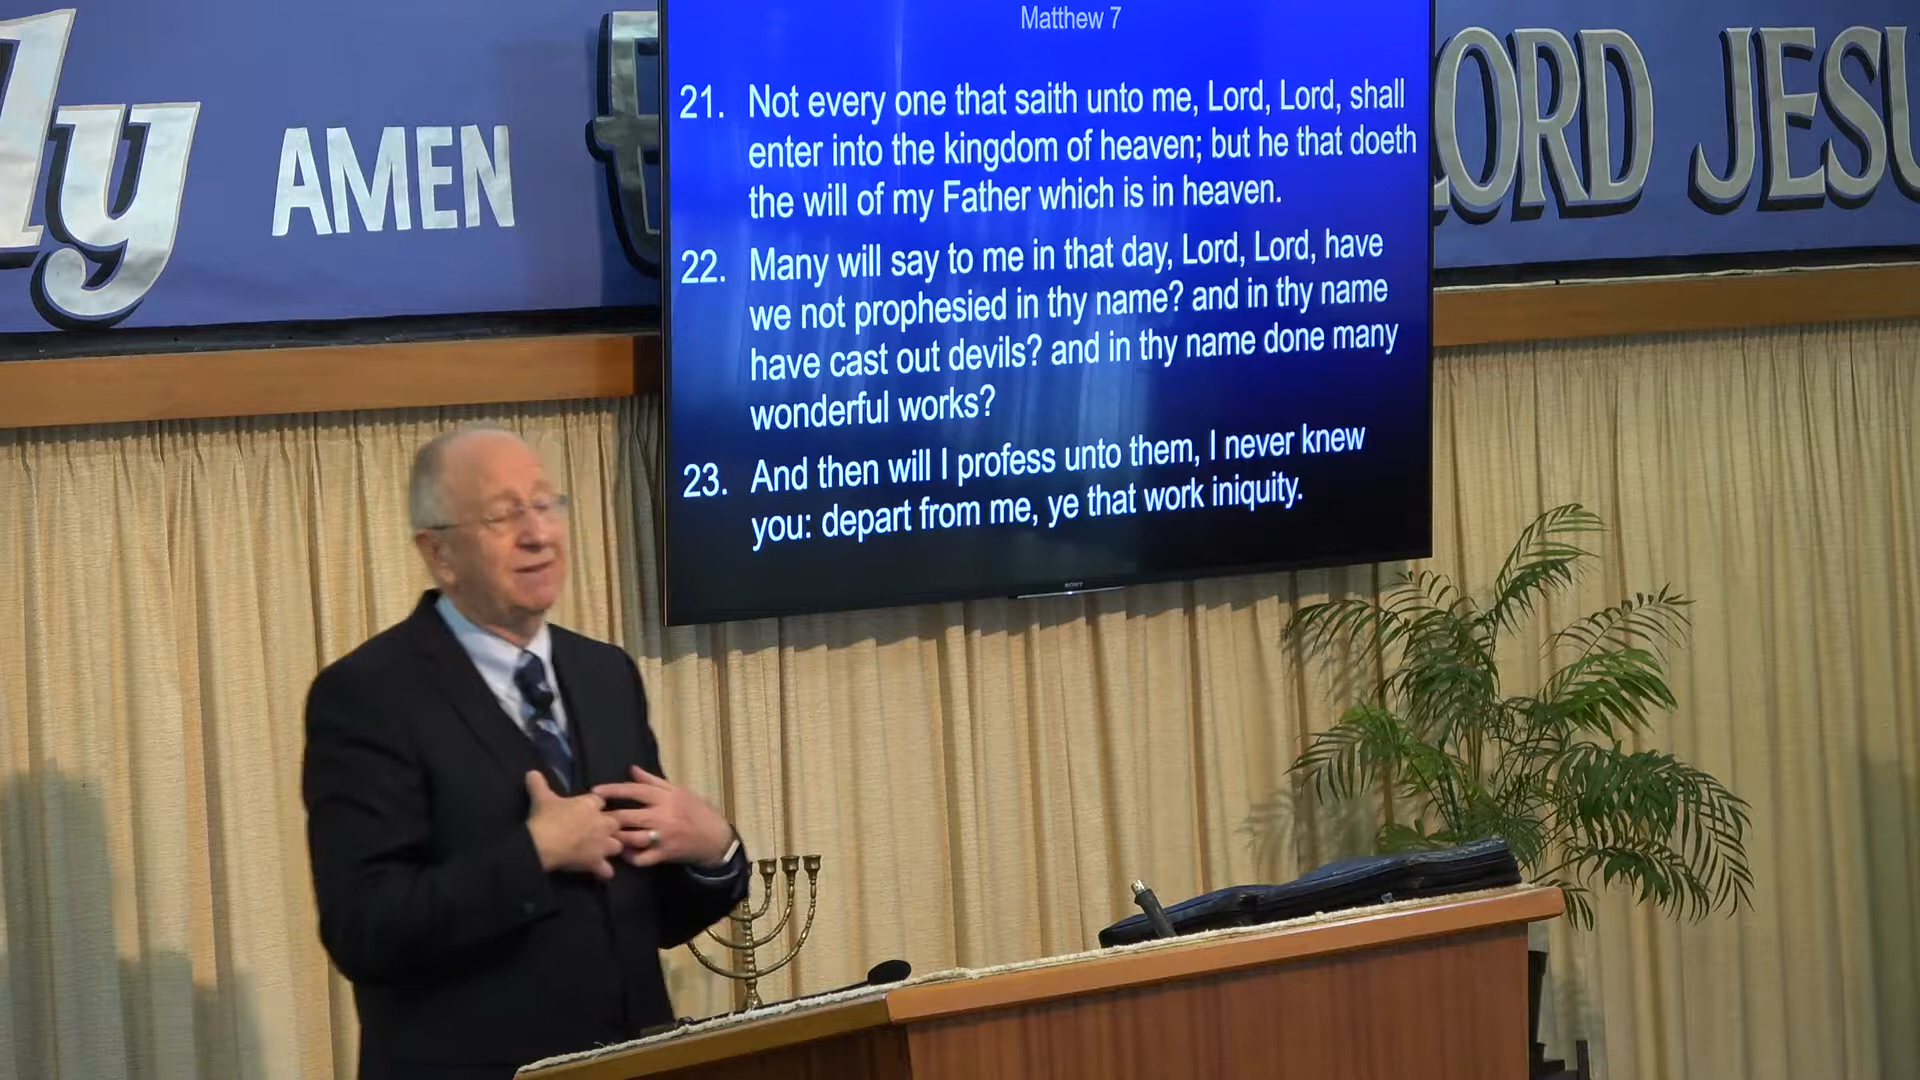 Matthew 7
21. Not every one that saith unto me, Lord, Lord, shall
enter into the kingdom of heaven; but he that doeth
the will of my Father which is in heaven.
22. Many will say to me in that day, Lord, Lord, have
we not prophesied in thy name? and in thy name
have cast out devils? and in thy name done many
wonderful works?
23. And then will I profess unto them, I never knew
you: depart from me, ye that work iniquity.
SONY
ly AMEN
LORD JESU